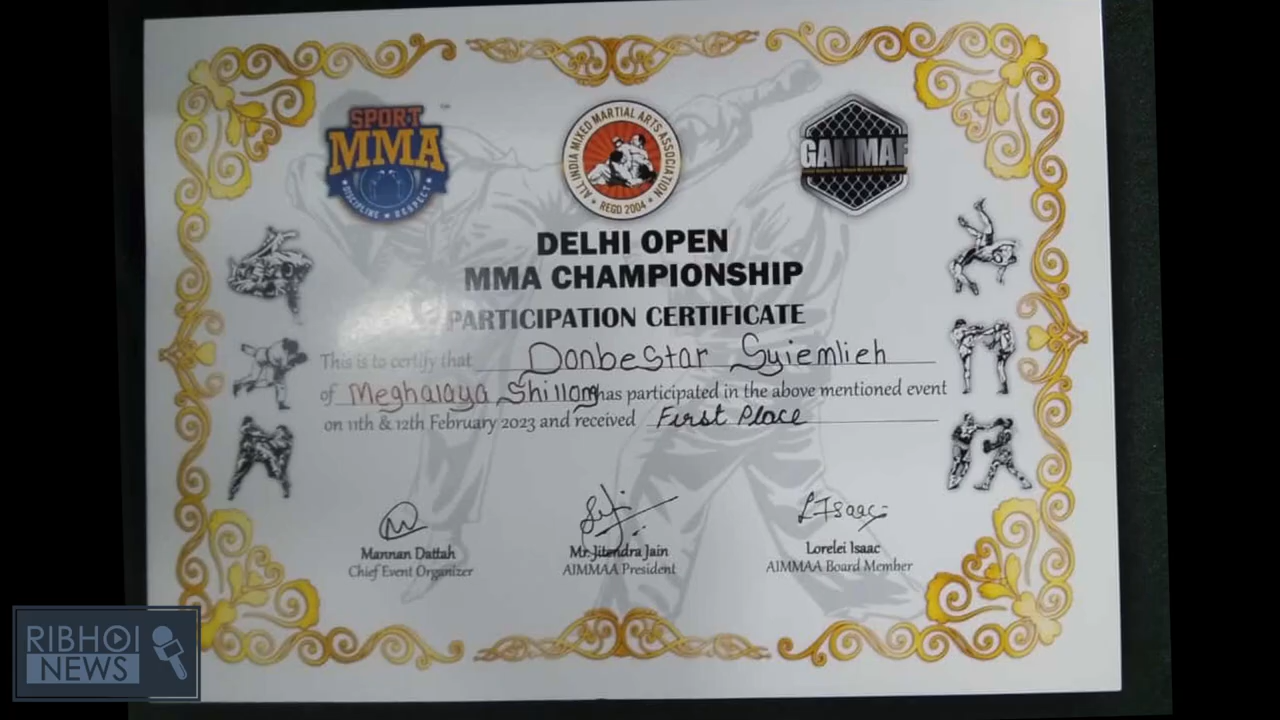 SPORT
MMA
DISCIPLINE ★ RESPECT
ALL INDIA MIXED MARTIAL ARTS ASSOCIATION
REGD 2004
GAMMAF
DELHI OPEN
MMA CHAMPIONSHIP
PARTICIPATION CERTIFICATE
This is to certify that Donbestar Syiemlieh
of Meghalaya Shillong has participated in the above mentioned event
on 11th & 12th February 2023 and received First Place
L Isaac
Mannan Dattah
Mr. Jitendra Jain
Lorelei Isaac
Chief Event Organizer
AIMMAA President
AIMMAA Board Member
RIBHOI
NEWS